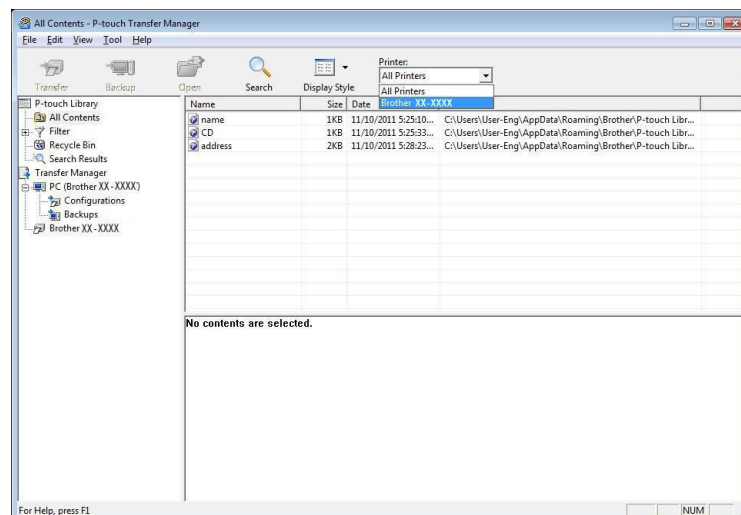 All Contents - P-touch Transfer Manager
File Edit View Tool Help
Printer:
All Printers
Transfer Backup Open Search Display Style
All Printers
Brother XX-XXXX
P-touch Library
All Contents
Filter
Recycle Bin
Search Results
Transfer Manager
PC (Brother XX-XXXX)
Configurations
Backups
Brother XX-XXXX
Name Size Date
name 1KB 11/10/2011 5:25:10... C:\Users\User-Eng\AppData\Roaming\Brother\P-touch Libr...
CD 1KB 11/10/2011 5:25:33... C:\Users\User-Eng\AppData\Roaming\Brother\P-touch Libr...
address 2KB 11/10/2011 5:28:23... C:\Users\User-Eng\AppData\Roaming\Brother\P-touch Libr...
No contents are selected.
For Help, press F1
NUM